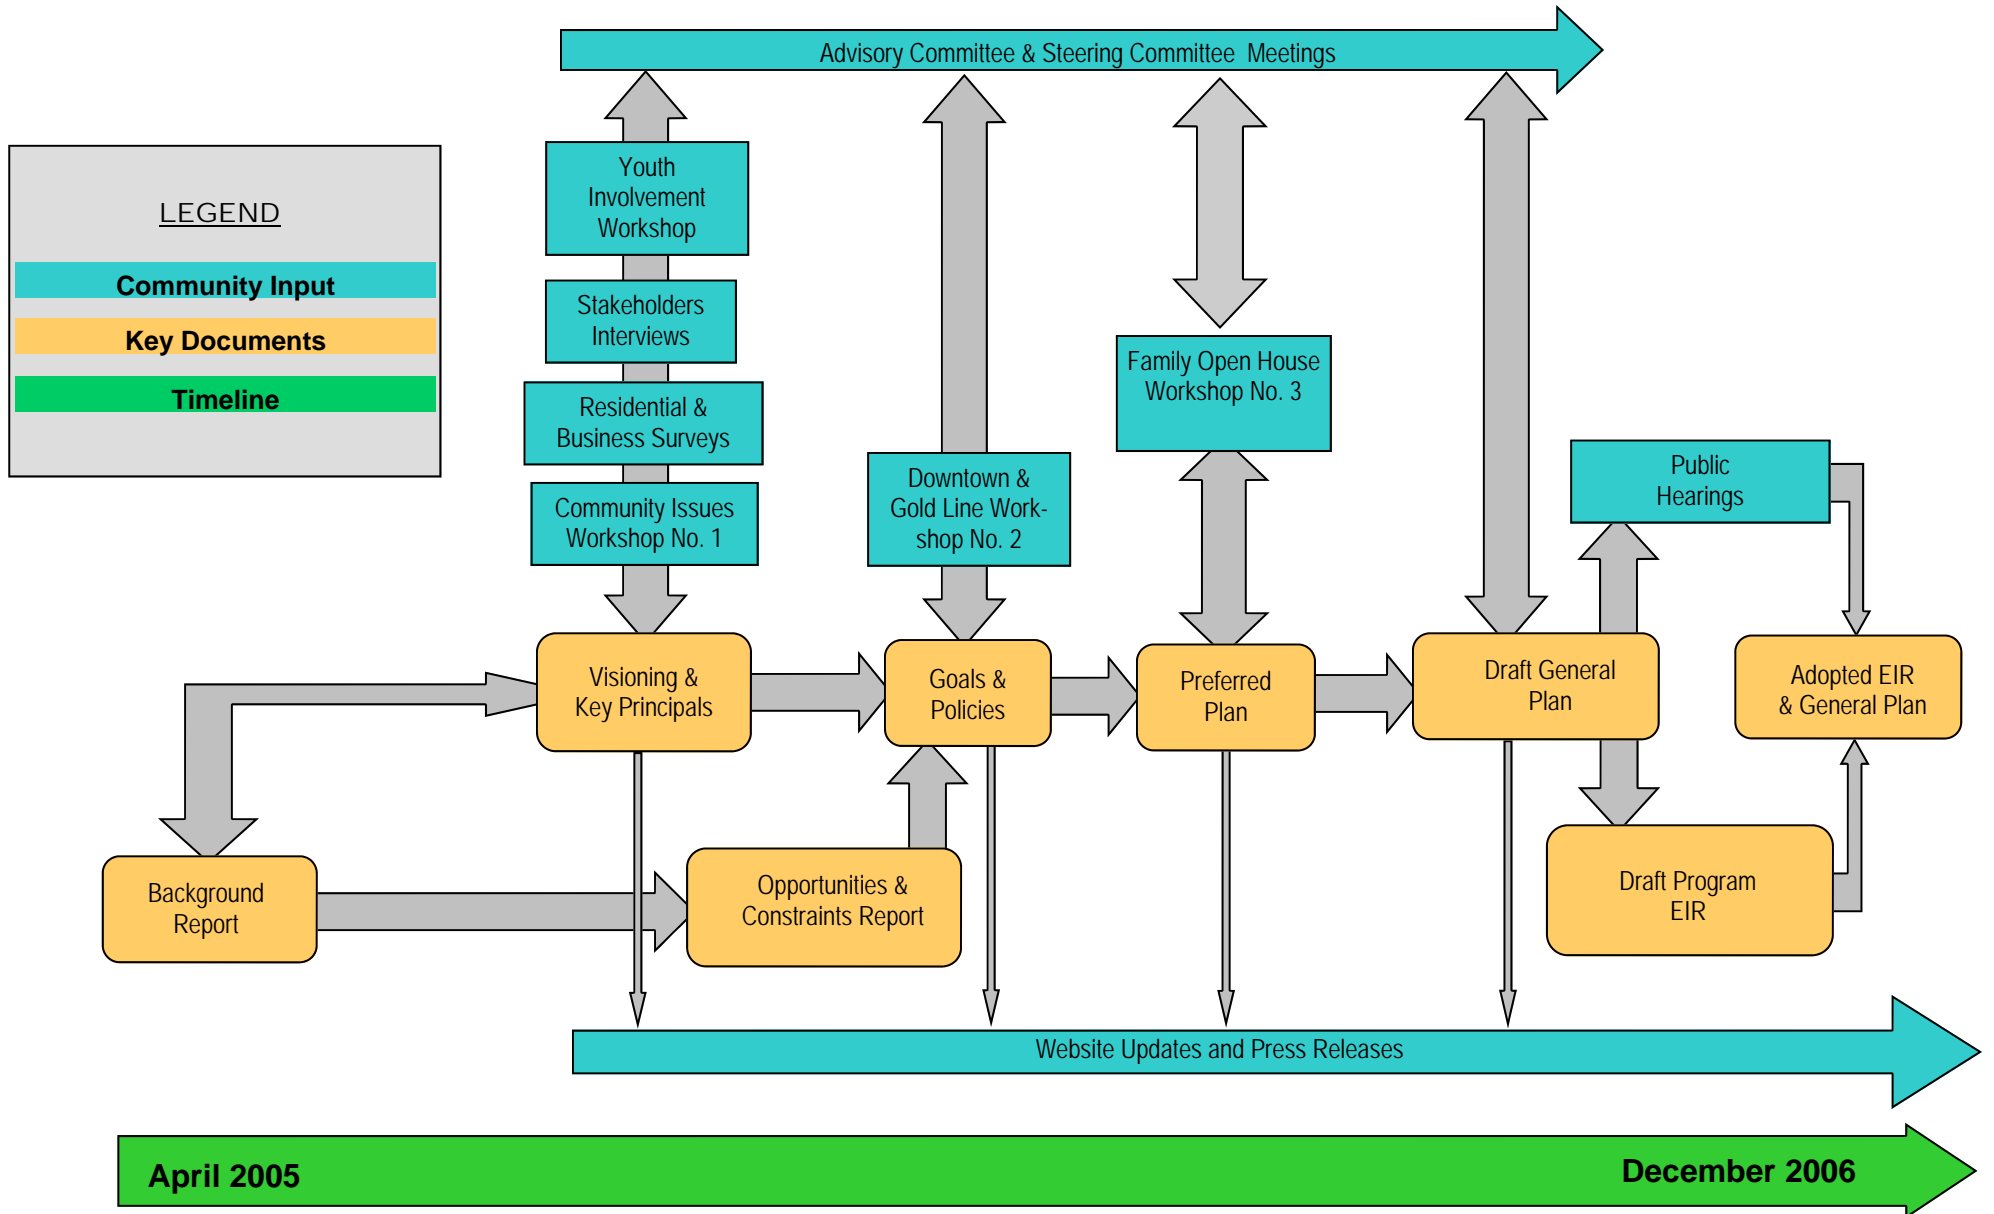 Advisory Committee & Steering Committee Meetings
LEGEND
Community Input
Key Documents
Timeline
Youth
Involvement
Workshop
Stakeholders
Interviews
Residential &
Business Surveys
Community Issues
Workshop No. 1
Downtown &
Gold Line Work-
shop No. 2
Family Open House
Workshop No. 3
Public
Hearings
Visioning &
Key Principals
Goals &
Policies
Preferred
Plan
Draft General
Plan
Adopted EIR
& General Plan
Background
Report
Opportunities &
Constraints Report
Draft Program
EIR
Website Updates and Press Releases
April 2005
December 2006